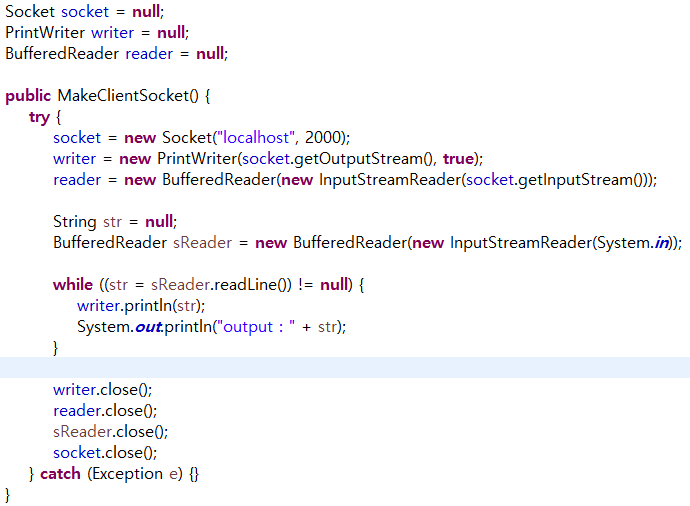 Socket socket = null;
PrintWriter writer = null;
BufferedReader reader = null;
public MakeClientSocket() {
try {
socket = new Socket("localhost", 2000);
writer = new PrintWriter(socket.getOutputStream(), true);
reader = new BufferedReader(new InputStreamReader(socket.getInputStream()));
String str = null;
BufferedReader sReader = new BufferedReader(new InputStreamReader(System.in));
while ((str = sReader.readLine()) != null) {
writer.println(str);
System.out.println("output : " + str);
}
writer.close();
reader.close();
sReader.close();
socket.close();
} catch (Exception e) {}
}